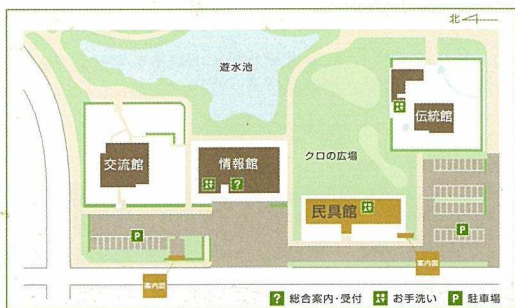 北
遊水池
伝統館
交流館
情報館
クロの広場
?
民具館
P
P
案内図
案内図
? 総合案内・受付 お手洗い P 駐車場